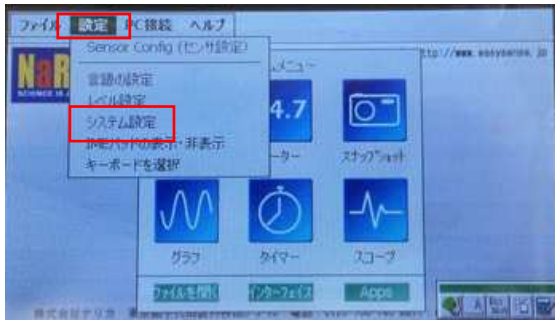 ファイル 設定 PC接続 ヘルプ
Sensor Config (センサ設定)
言語の設定
レベル設定
システム設定
IMEパッドの表示・非表示
キーボードを選択
メニュー
http://www.easysense.jp
NaR
4.7
ーター
スナップショット
グラフ
タイマー
スコープ
ファイルを開く
インターフェイス
Apps
株式会社ナリカ